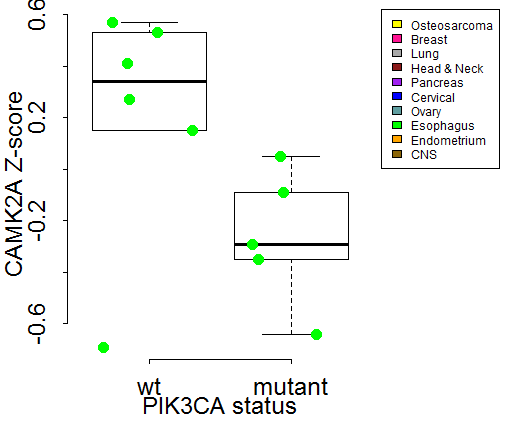 0.6
0.2
-0.2
-0.6
CAMK2A Z-score
wt
mutant
PIK3CA status
Osteosarcoma
Breast
Lung
Head & Neck
Pancreas
Cervical
Ovary
Esophagus
Endometrium
CNS